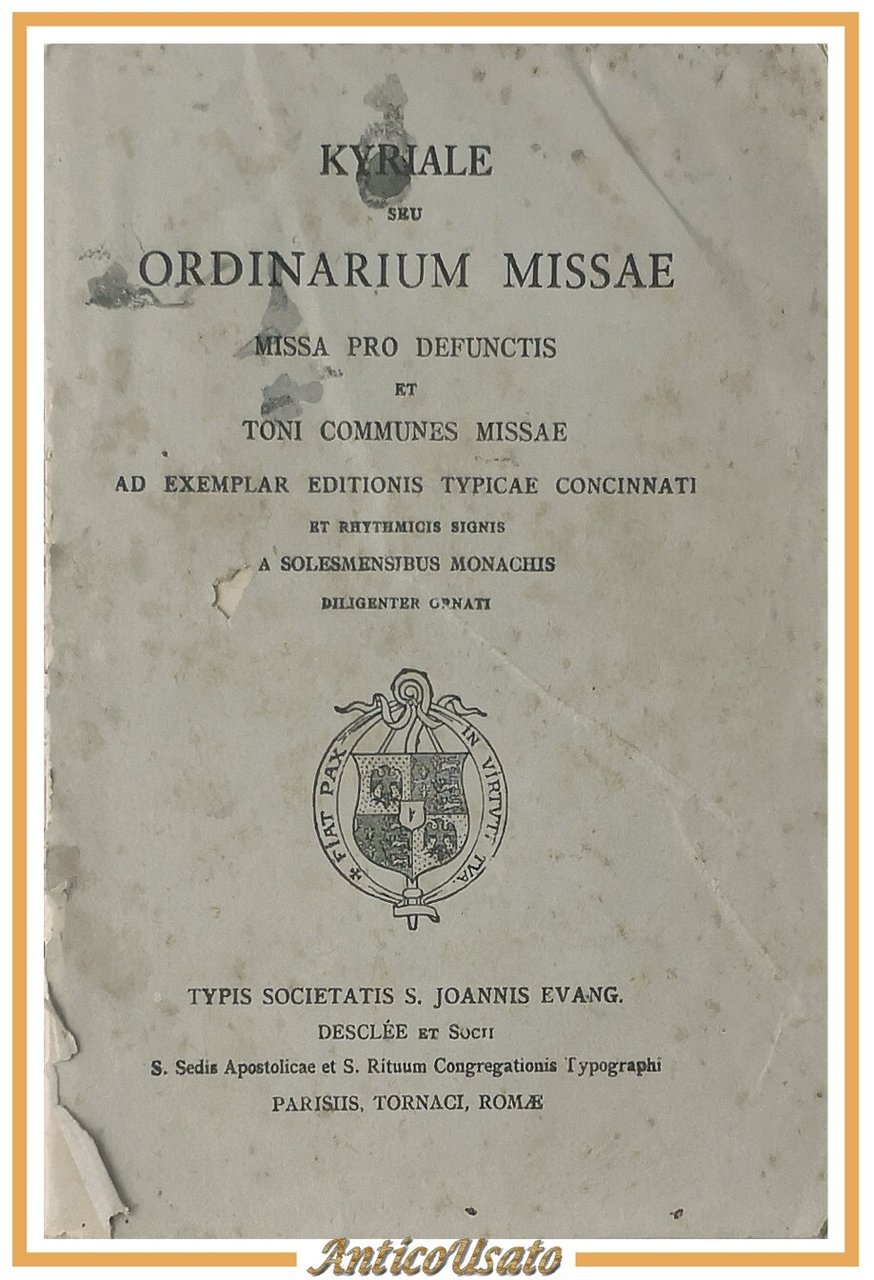 KYRIALE
SEU
ORDINARIUM MISSAE
MISSA PRO DEFUNCTIS
ET
TONI COMMUNES MISSAE
AD EXEMPLAR EDITIONIS TYPICAE CONCINNATI
ET RHYTHMICIS SIGNIS
A SOLESMENSIBUS MONACHIS
DILIGENTER ORNATI
✠ FIAT PAX IN VIRTVTE TVA.
TYPIS SOCIETATIS S. JOANNIS EVANG.
DESCLÉE ET SOCII
S. Sedis Apostolicae et S. Rituum Congregationis Typographi
PARISIIS, TORNACI, ROMÆ
AnticoUsato